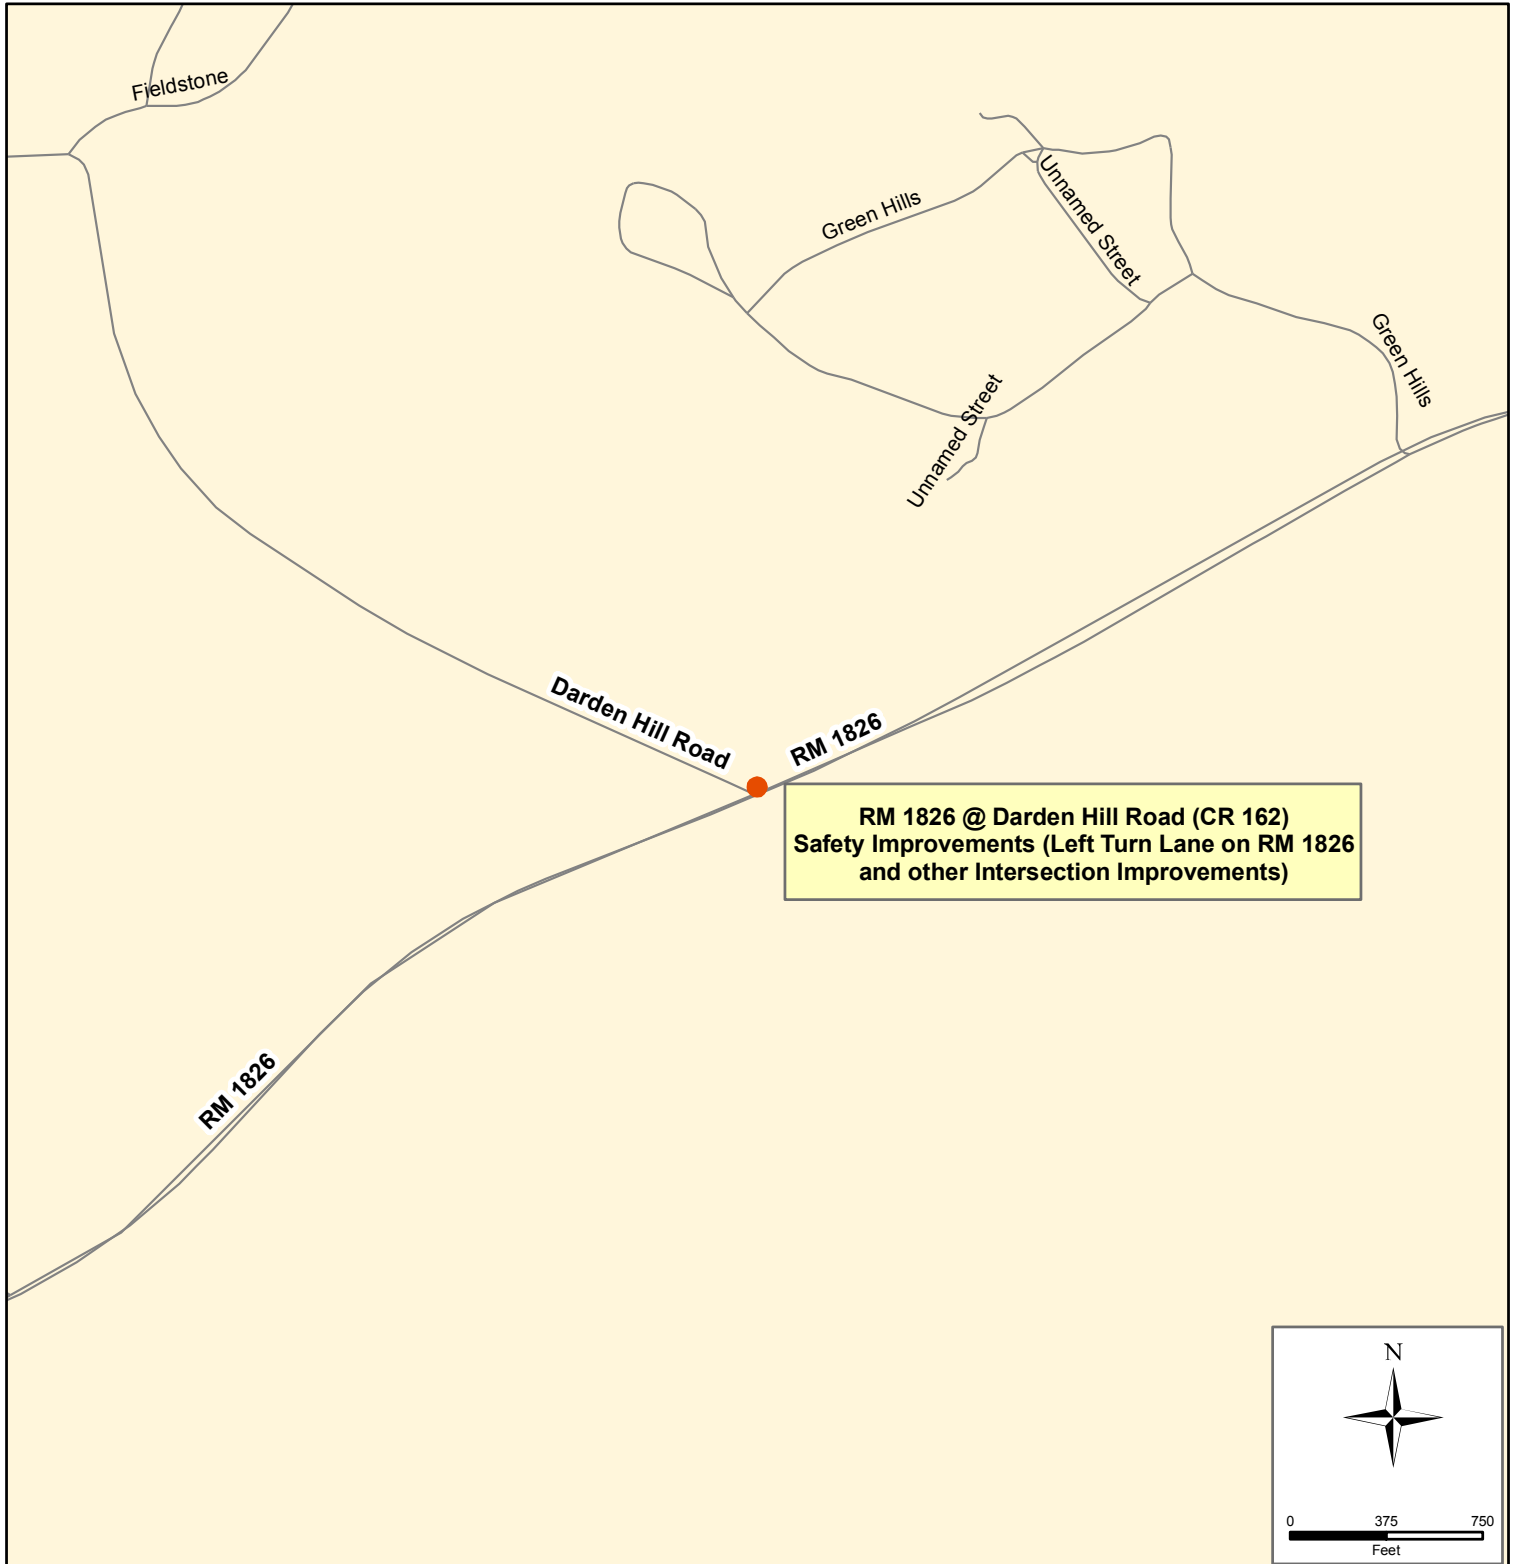 Fieldstone
Green Hills
Unnamed Street
Green Hills
Unnamed Street
Darden Hill Road
RM 1826
RM 1826 @ Darden Hill Road (CR 162)
Safety Improvements (Left Turn Lane on RM 1826
and other Intersection Improvements)
RM 1826
N
0 375 750
Feet